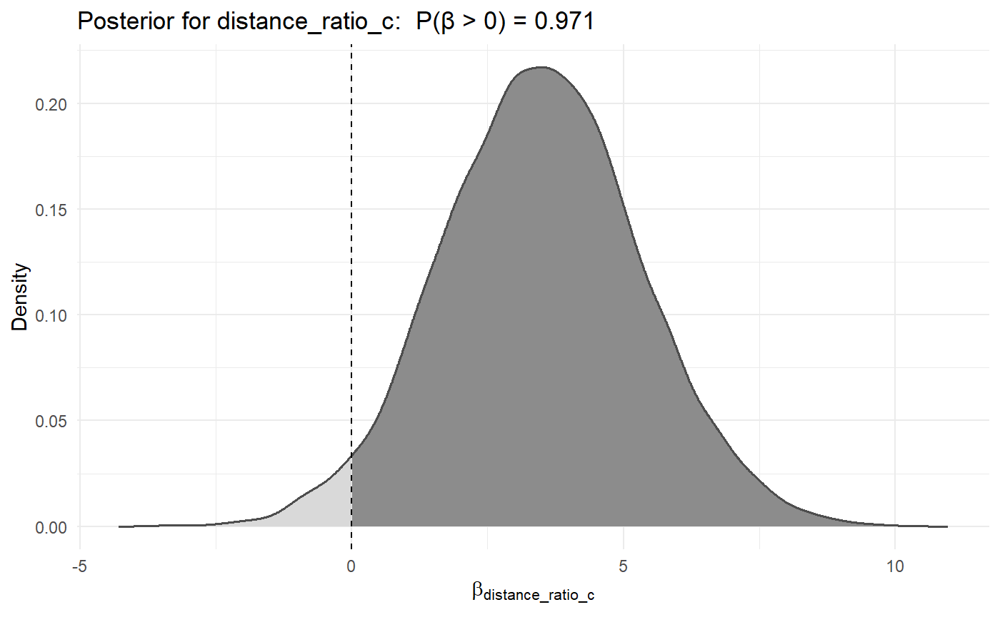 Posterior for distance_ratio_c:  P(β > 0) = 0.971
Density
0.20
0.15
0.10
0.05
0.00
-5 0 5 10
βdistance_ratio_c